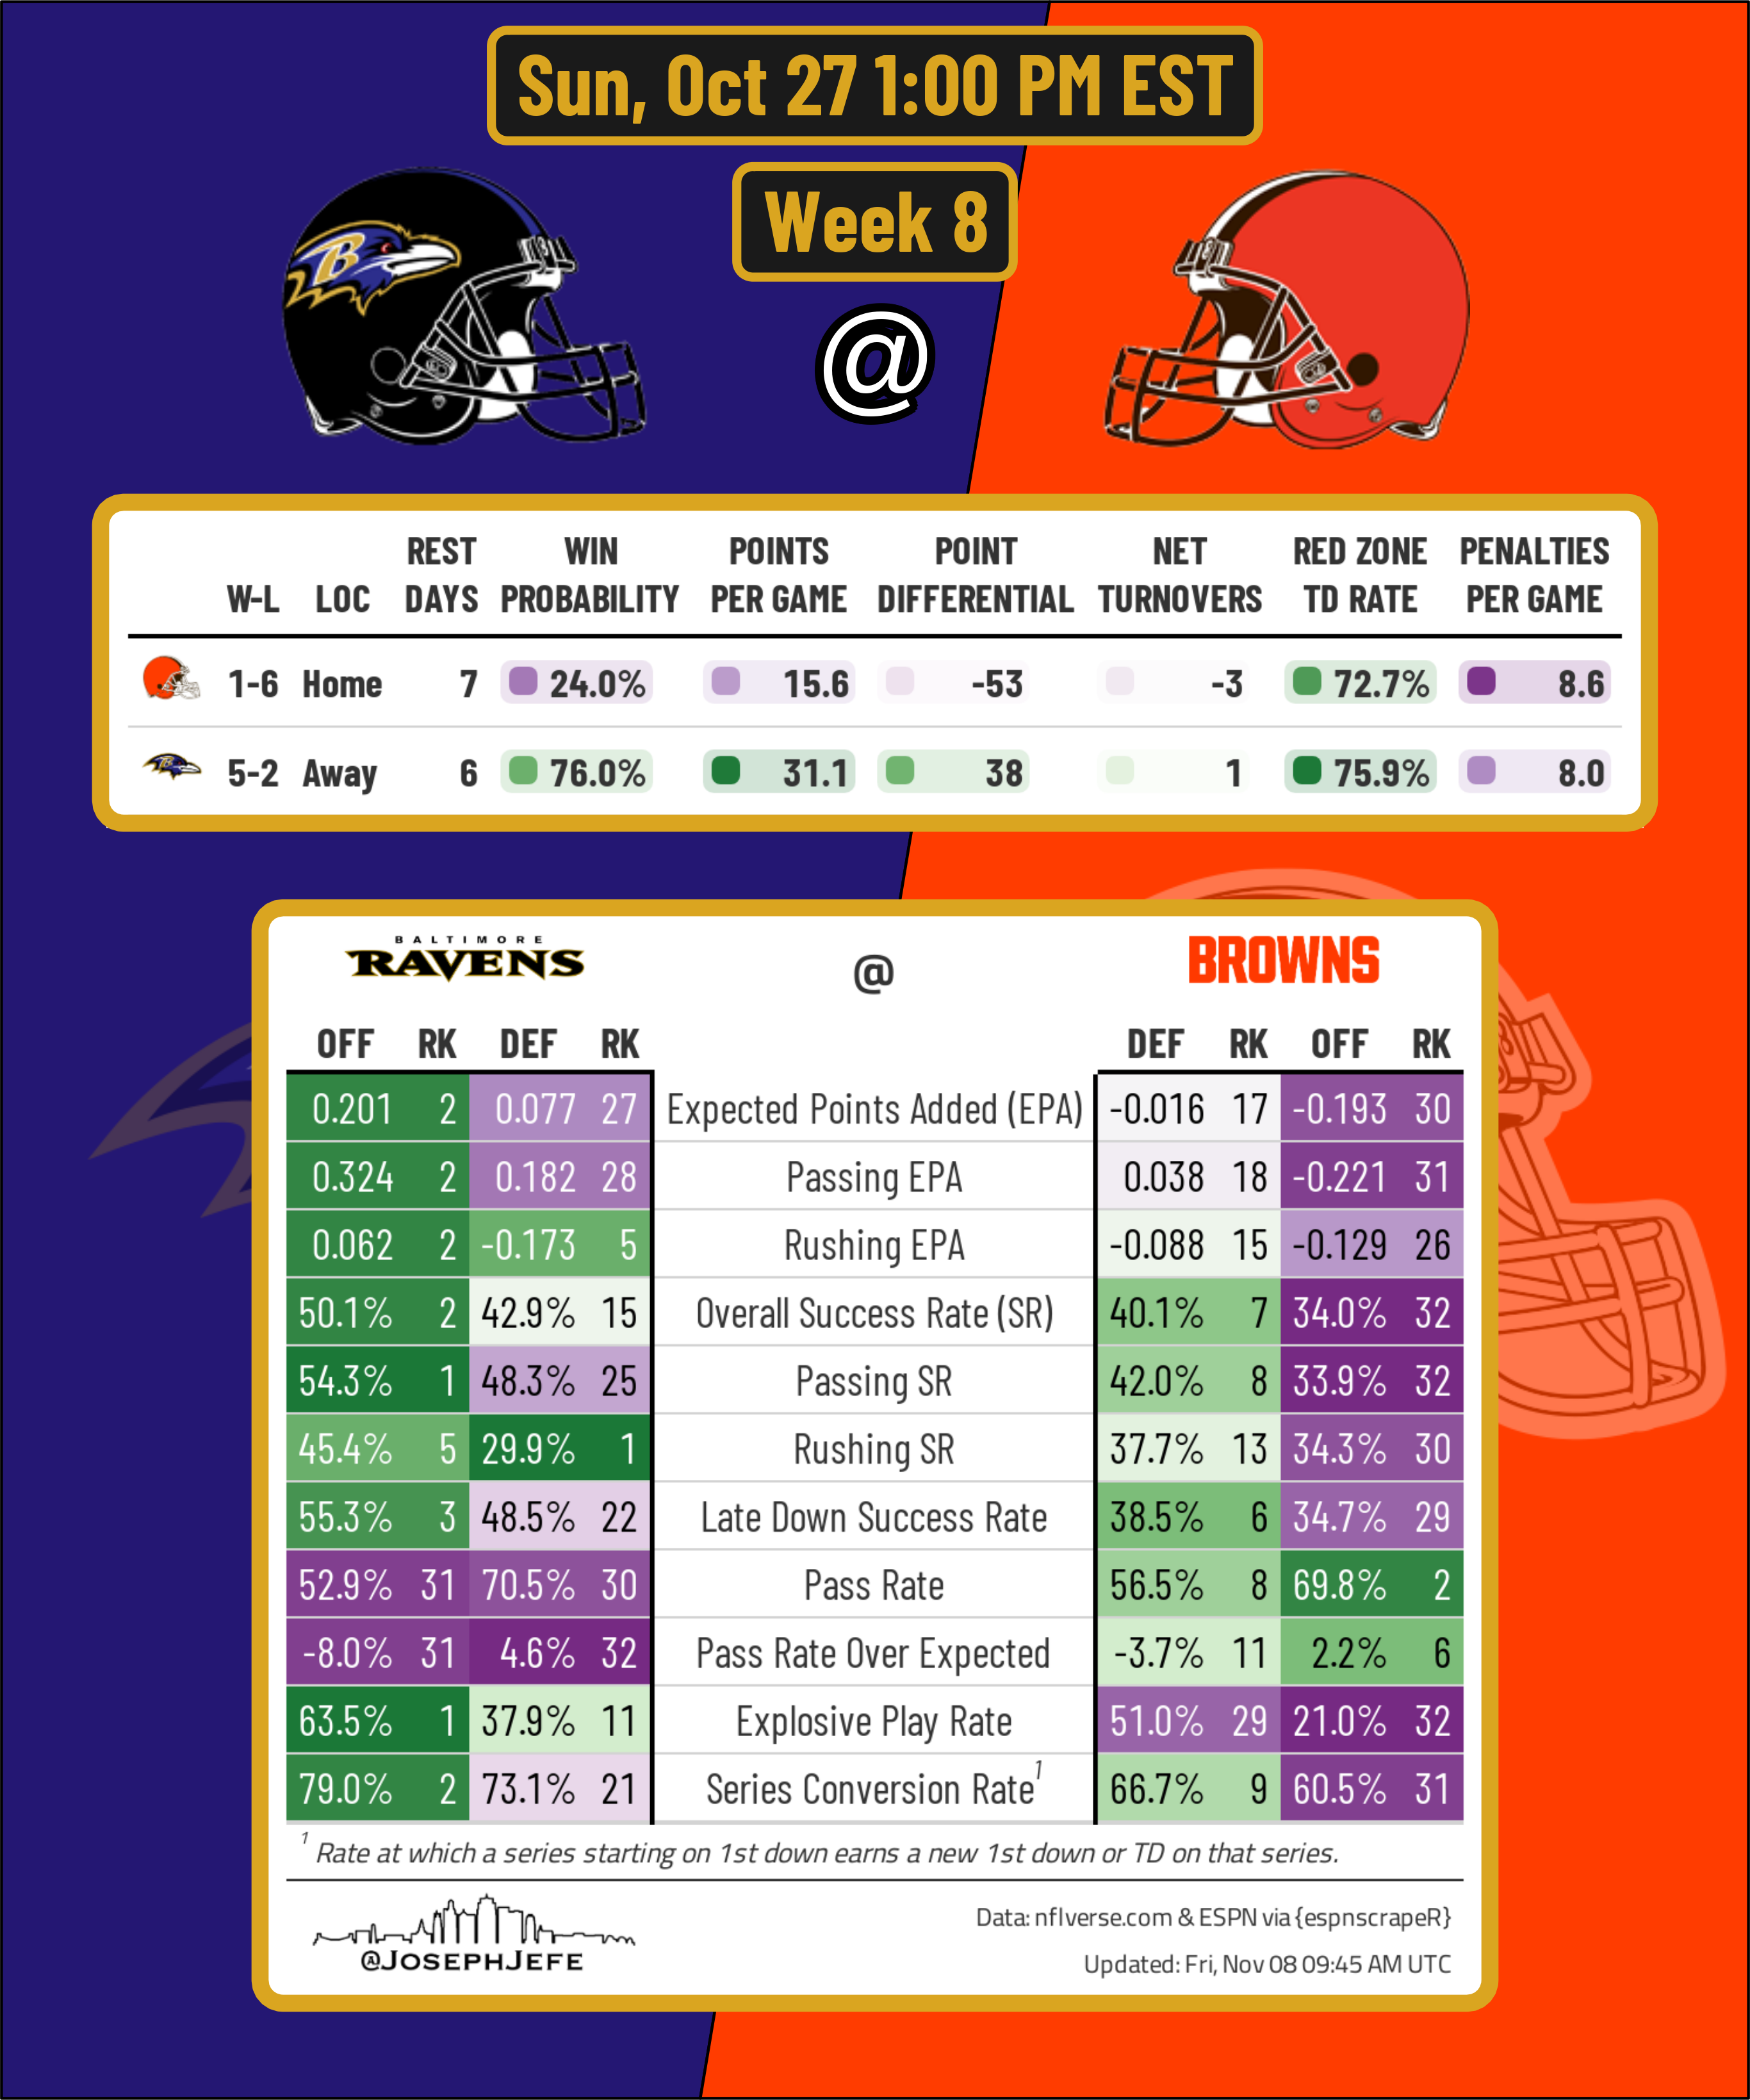 Sun, Oct 27 1:00 PM EST
Week 8
B
@
W-L LOC REST DAYS WIN PROBABILITY POINTS PER GAME POINT DIFFERENTIAL NET TURNOVERS RED ZONE TD RATE PENALTIES PER GAME
1-6 Home 7 24.0% 15.6 -53 -3 72.7% 8.6
5-2 Away 6 76.0% 31.1 38 1 75.9% 8.0
BALTIMORE
RAVENS @ BROWNS
OFF RK DEF RK DEF RK OFF RK
0.201 2 0.077 27 Expected Points Added (EPA) -0.016 17 -0.193 30
0.324 2 0.182 28 Passing EPA 0.038 18 -0.221 31
0.062 2 -0.173 5 Rushing EPA -0.088 15 -0.129 26
50.1% 2 42.9% 15 Overall Success Rate (SR) 40.1% 7 34.0% 32
54.3% 1 48.3% 25 Passing SR 42.0% 8 33.9% 32
45.4% 5 29.9% 1 Rushing SR 37.7% 13 34.3% 30
55.3% 3 48.5% 22 Late Down Success Rate 38.5% 6 34.7% 29
52.9% 31 70.5% 30 Pass Rate 56.5% 8 69.8% 2
-8.0% 31 4.6% 32 Pass Rate Over Expected -3.7% 11 2.2% 6
63.5% 1 37.9% 11 Explosive Play Rate 51.0% 29 21.0% 32
79.0% 2 73.1% 21 Series Conversion Rate1 66.7% 9 60.5% 31
1 Rate at which a series starting on 1st down earns a new 1st down or TD on that series.
@JOSEPHJEFE
Data: nflverse.com & ESPN via {espnscrapeR}
Updated: Fri, Nov 08 09:45 AM UTC